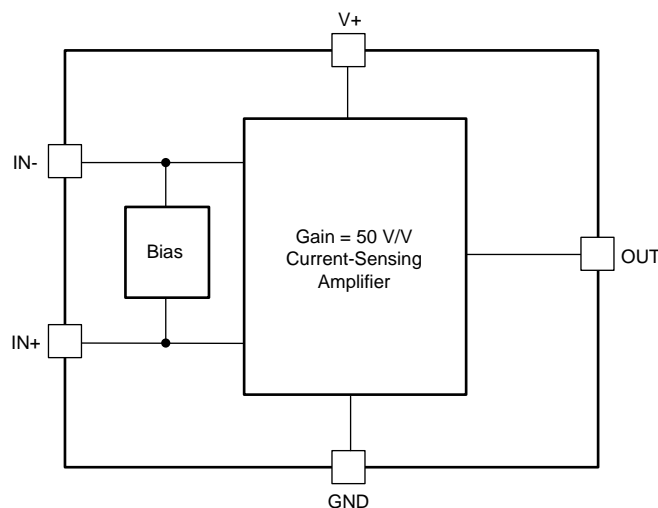 V+
IN-
Bias
Gain = 50 V/V
Current-Sensing
Amplifier
OUT
IN+
GND